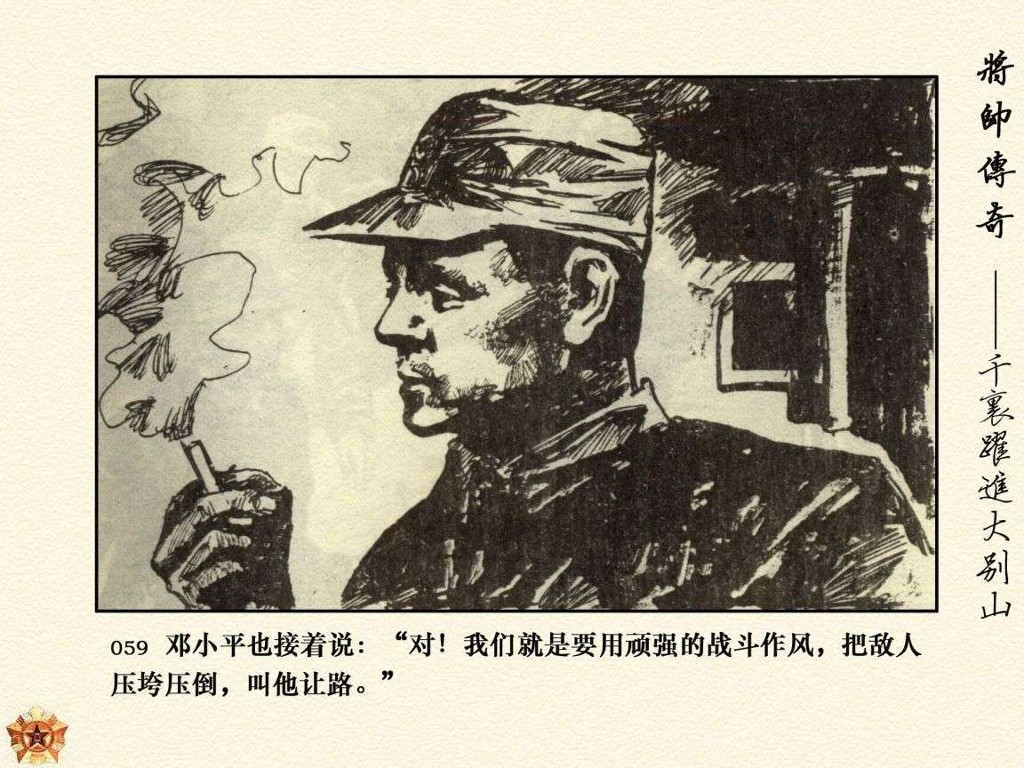 將帥傳奇 ——千裏躍進大别山
059 邓小平也接着说：“对！我们就是要用顽强的战斗作风，把敌人
压垮压倒，叫他让路。”